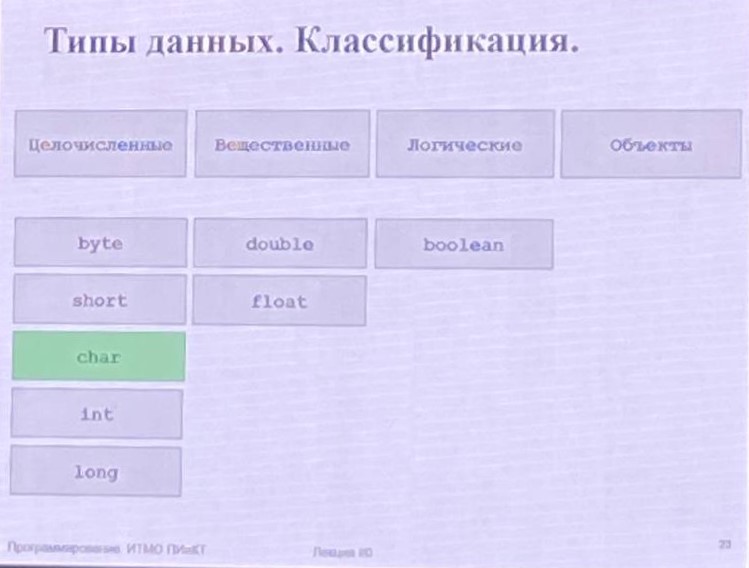 Типы данных. Классификация.
Целочисленные Вещественные Логические Объекты
byte double boolean
short float
char
int
long
Программирование ИТМО ПИиКТ Лекция 23